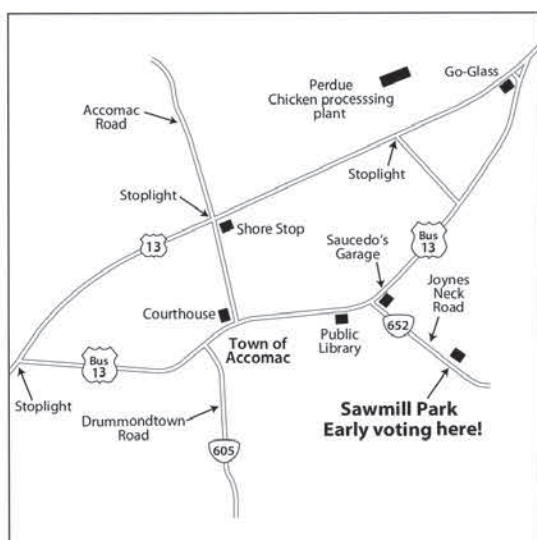 Go-Glass
Perdue
Chicken processsing
plant
Accomac
Road
Stoplight
Stoplight
13
Shore Stop
Saucedo's
Garage
Bus
13
Joynes
Neck
Road
Courthouse
652
Town of
Accomac
Public
Library
Bus
13
Stoplight
Drummondtown
Road
Sawmill Park
Early voting here!
605